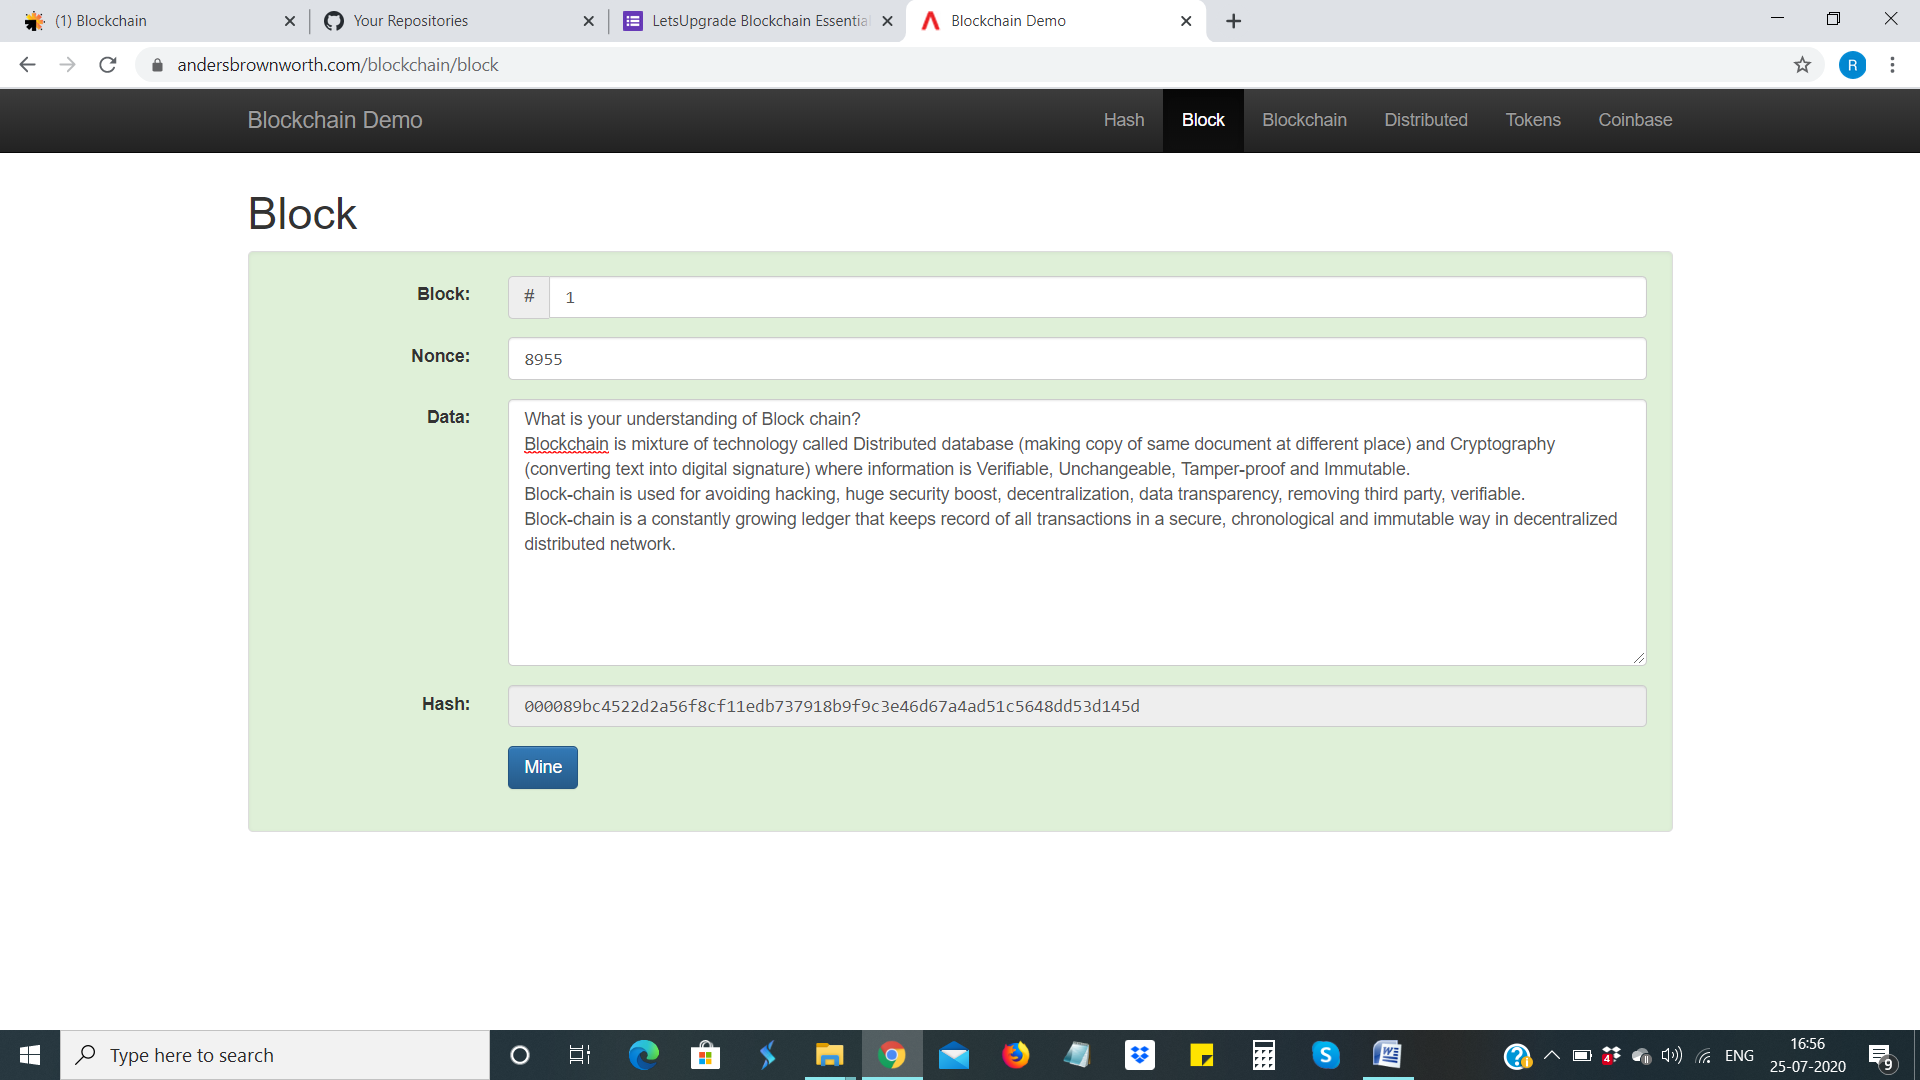 (1) Blockchain
Your Repositories
LetsUpgrade Blockchain Essential
Blockchain Demo
andersbrownworth.com/blockchain/block
R
Blockchain Demo
Hash
Block
Blockchain
Distributed
Tokens
Coinbase
Block
Block:
# 1
Nonce:
8955
Data:
What is your understanding of Block chain?
Blockchain is mixture of technology called Distributed database (making copy of same document at different place) and Cryptography
(converting text into digital signature) where information is Verifiable, Unchangeable, Tamper-proof and Immutable.
Block-chain is used for avoiding hacking, huge security boost, decentralization, data transparency, removing third party, verifiable.
Block-chain is a constantly growing ledger that keeps record of all transactions in a secure, chronological and immutable way in decentralized
distributed network.
Hash:
000089bc4522d2a56f8cf11edb737918b9f9c3e46d67a4ad51c5648dd53d145d
Mine
Type here to search
ENG
16:56
25-07-2020
9